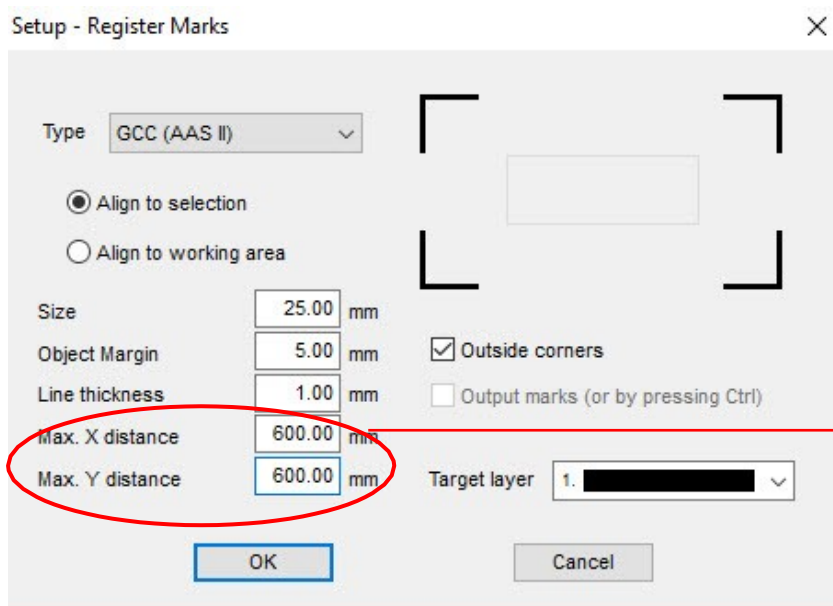 Setup - Register Marks
Type GCC (AAS II)
Align to selection
Align to working area
Size 25.00 mm
Object Margin 5.00 mm
Outside corners
Line thickness 1.00 mm
Output marks (or by pressing Ctrl)
Max. X distance 600.00 mm
Max. Y distance 600.00 mm
Target layer 1.
OK Cancel